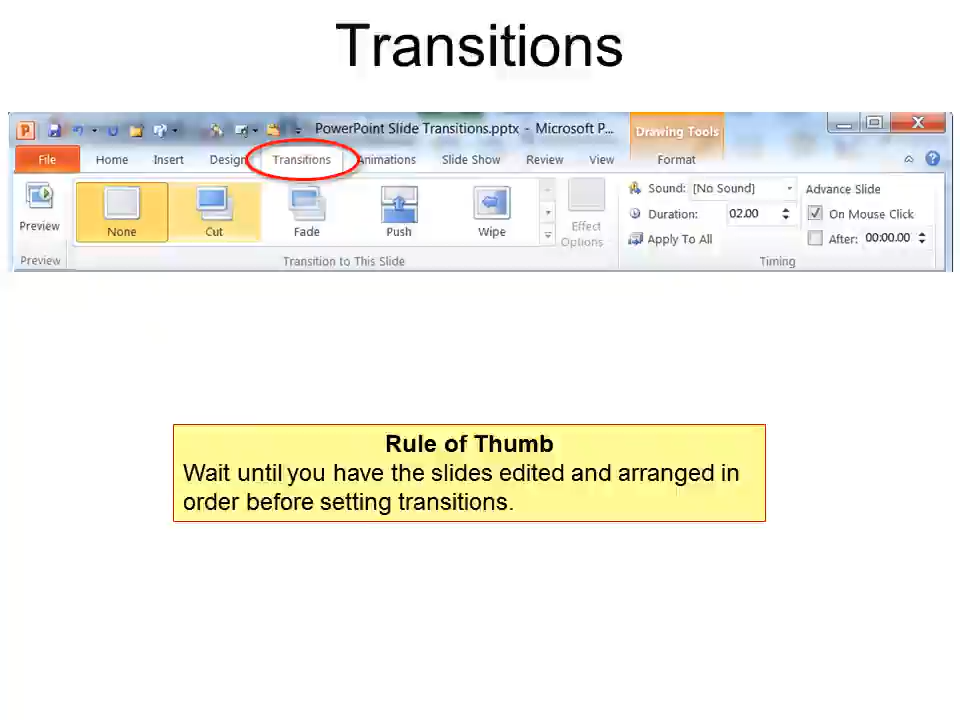 Transitions
PowerPoint Slide Transitions.pptx - Microsoft P...
Drawing Tools
File Home Insert Design Transitions Animations Slide Show Review View Format
Preview
None
Cut
Fade
Push
Wipe
Effect
Options
Sound: [No Sound]
Duration: 02.00
Apply To All
Advance Slide
On Mouse Click
After: 00:00.00
Preview
Transition to This Slide
Timing
Rule of Thumb
Wait until you have the slides edited and arranged in
order before setting transitions.